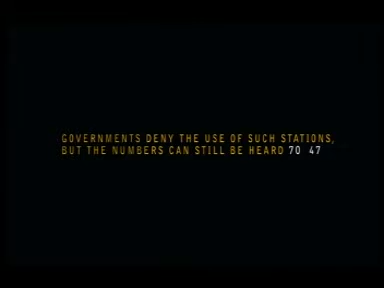 GOVERNMENTS DENY THE USE OF SUCH STATIONS,
BUT THE NUMBERS CAN STILL BE HEARD 70 47